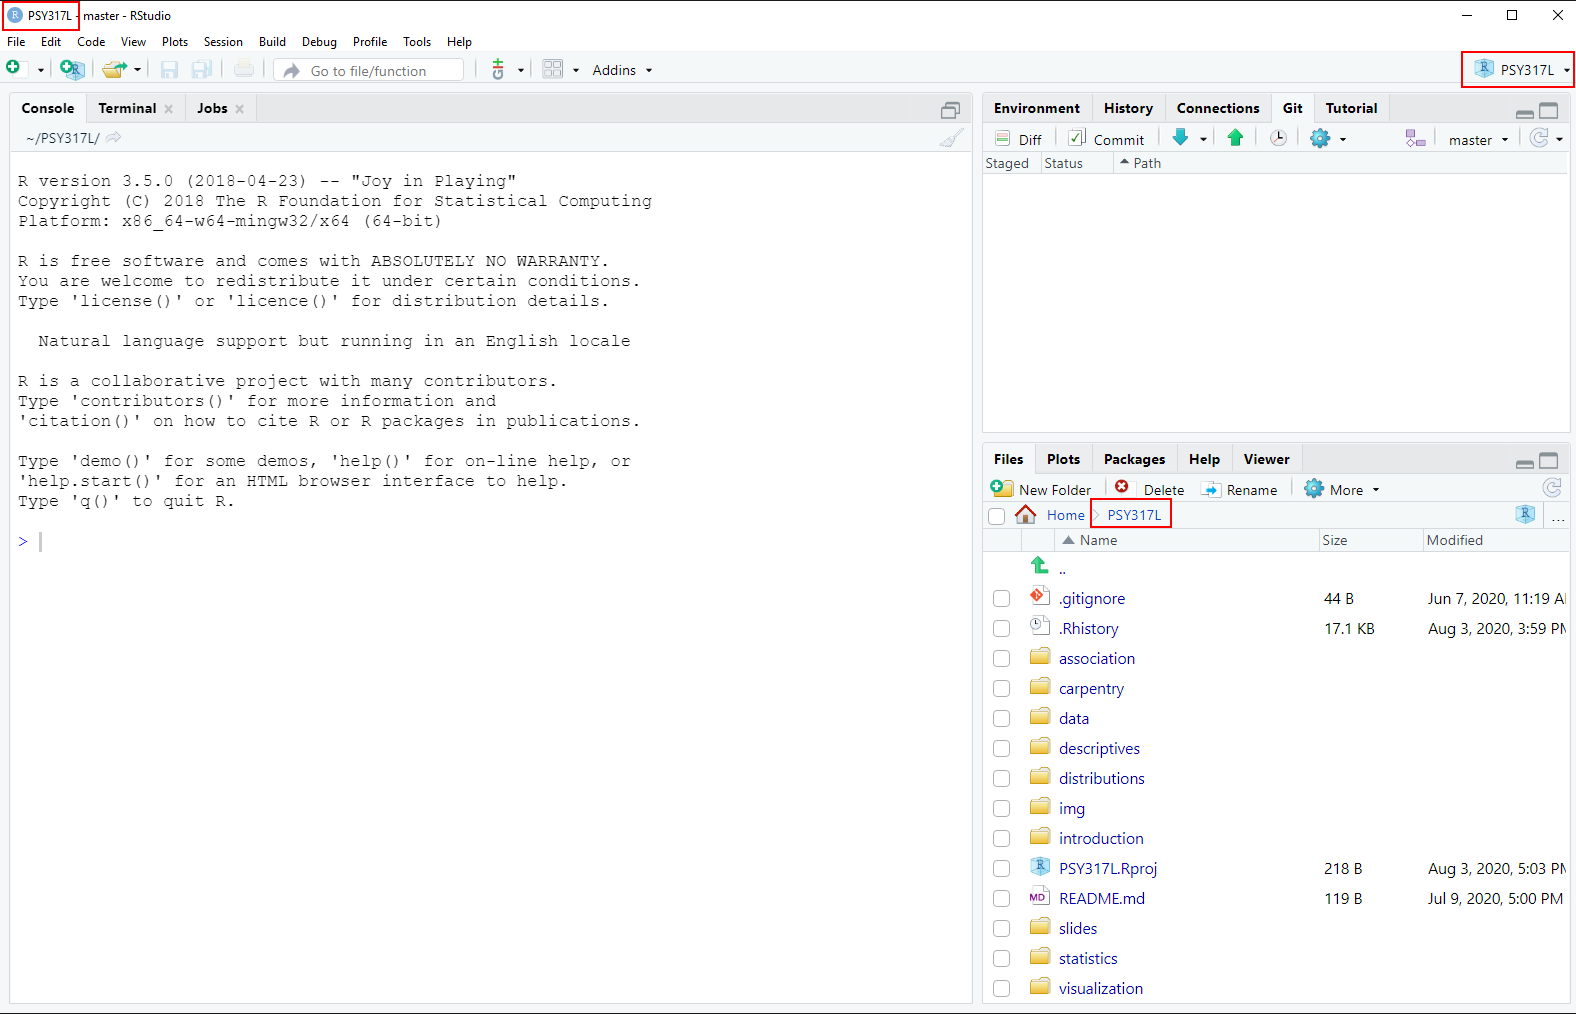 PSY317L - master - RStudio
File Edit Code View Plots Session Build Debug Profile Tools Help
Go to file/function Addins PSY317L
Console Terminal Jobs
~/PSY317L/
R version 3.5.0 (2018-04-23) -- "Joy in Playing"
Copyright (C) 2018 The R Foundation for Statistical Computing
Platform: x86_64-w64-mingw32/x64 (64-bit)
R is free software and comes with ABSOLUTELY NO WARRANTY.
You are welcome to redistribute it under certain conditions.
Type 'license()' or 'licence()' for distribution details.
Natural language support but running in an English locale
R is a collaborative project with many contributors.
Type 'contributors()' for more information and
'citation()' on how to cite R or R packages in publications.
Type 'demo()' for some demos, 'help()' for on-line help, or
'help.start()' for an HTML browser interface to help.
Type 'q()' to quit R.
>
Environment History Connections Git Tutorial
Diff Commit master
Staged Status Path
Files Plots Packages Help Viewer
New Folder Delete Rename More
Home PSY317L ...
Name Size Modified
..
.gitignore 44 B Jun 7, 2020, 11:19 A
.Rhistory 17.1 KB Aug 3, 2020, 3:59 PM
association
carpentry
data
descriptives
distributions
img
introduction
PSY317L.Rproj 218 B Aug 3, 2020, 5:03 PM
README.md 119 B Jul 9, 2020, 5:00 PM
slides
statistics
visualization